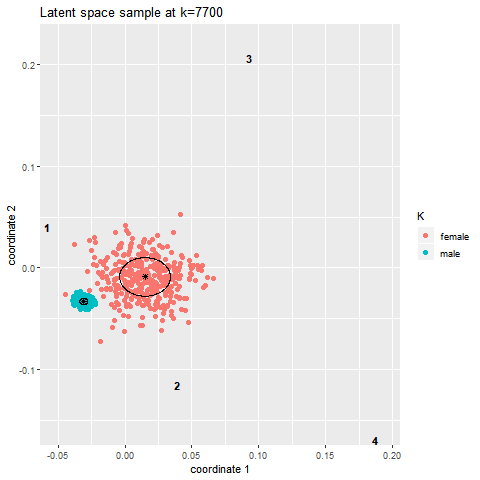 Latent space sample at k=7700
3
1
2
4
0.2
0.1
0.0
-0.1
-0.05
0.00
0.05
0.10
0.15
0.20
coordinate 1
coordinate 2
K
female
male